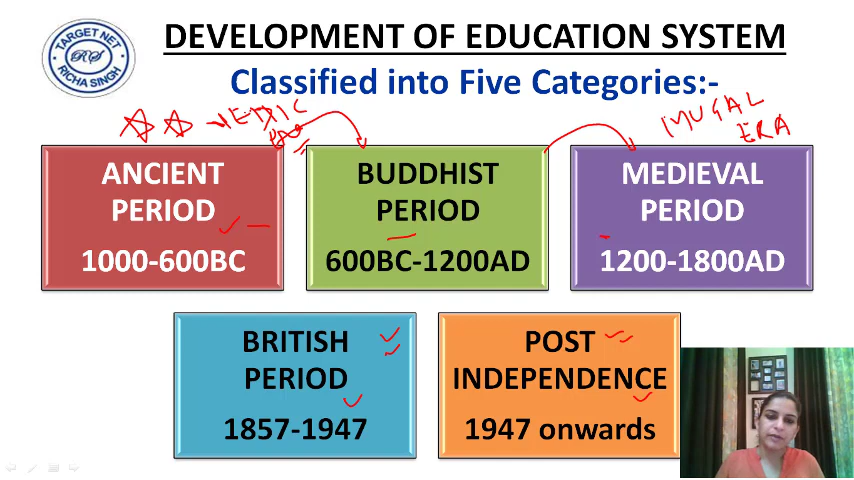 TARGET NET
RS
RICHA SINGH
DEVELOPMENT OF EDUCATION SYSTEM
Classified into Five Categories:-
VEDIC
MUGAL
ERA
ANCIENT
PERIOD
1000-600BC
BUDDHIST
PERIOD
600BC-1200AD
MEDIEVAL
PERIOD
1200-1800AD
BRITISH
PERIOD
1857-1947
POST
INDEPENDENCE
1947 onwards